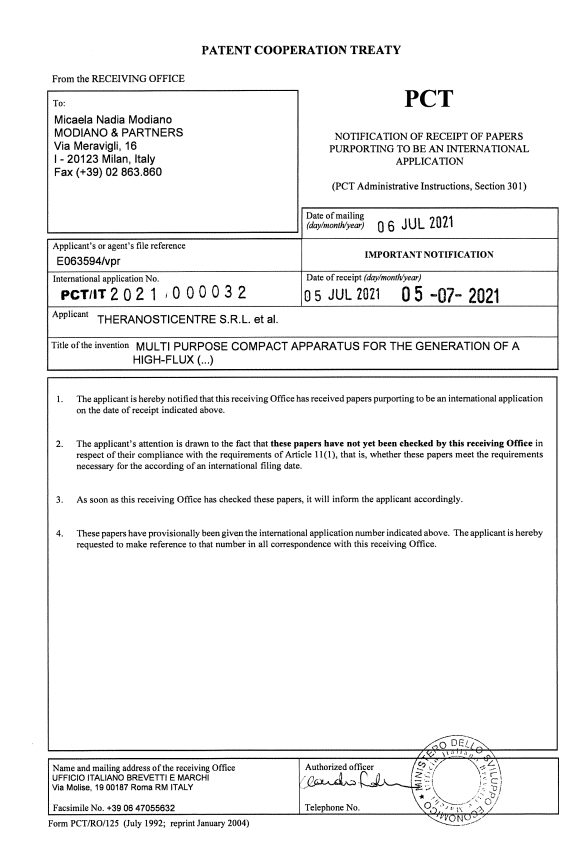 PATENT COOPERATION TREATY
From the RECEIVING OFFICE
To:
Micaela Nadia Modiano
MODIANO & PARTNERS
Via Meravigli, 16
I - 20123 Milan, Italy
Fax (+39) 02 863.860
PCT
NOTIFICATION OF RECEIPT OF PAPERS
PURPORTING TO BE AN INTERNATIONAL
APPLICATION
(PCT Administrative Instructions, Section 301)
Date of mailing
(day/month/year) 06 JUL 2021
Applicant's or agent's file reference
E063594/vpr
IMPORTANT NOTIFICATION
International application No.
PCT/IT 2021 / 000032
Date of receipt (day/month/year)
05 JUL 2021 05 -07- 2021
Applicant THERANOSTICENTRE S.R.L. et al.
Title of the invention MULTI PURPOSE COMPACT APPARATUS FOR THE GENERATION OF A
HIGH-FLUX (...)
1. The applicant is hereby notified that this receiving Office has received papers purporting to be an international application
on the date of receipt indicated above.
2. The applicant's attention is drawn to the fact that these papers have not yet been checked by this receiving Office in
respect of their compliance with the requirements of Article 11(1), that is, whether these papers meet the requirements
necessary for the according of an international filing date.
3. As soon as this receiving Office has checked these papers, it will inform the applicant accordingly.
4. These papers have provisionally been given the international application number indicated above. The applicant is hereby
requested to make reference to that number in all correspondence with this receiving Office.
Name and mailing address of the receiving Office
UFFICIO ITALIANO BREVETTI E MARCHI
Via Molise, 19 00187 Roma RM ITALY
Facsimile No. +39 06 47055632
Authorized officer
Telephone No.
MINISTERO DELLO SVILUPPO ECONOMICO
Form PCT/RO/125 (July 1992; reprint January 2004)